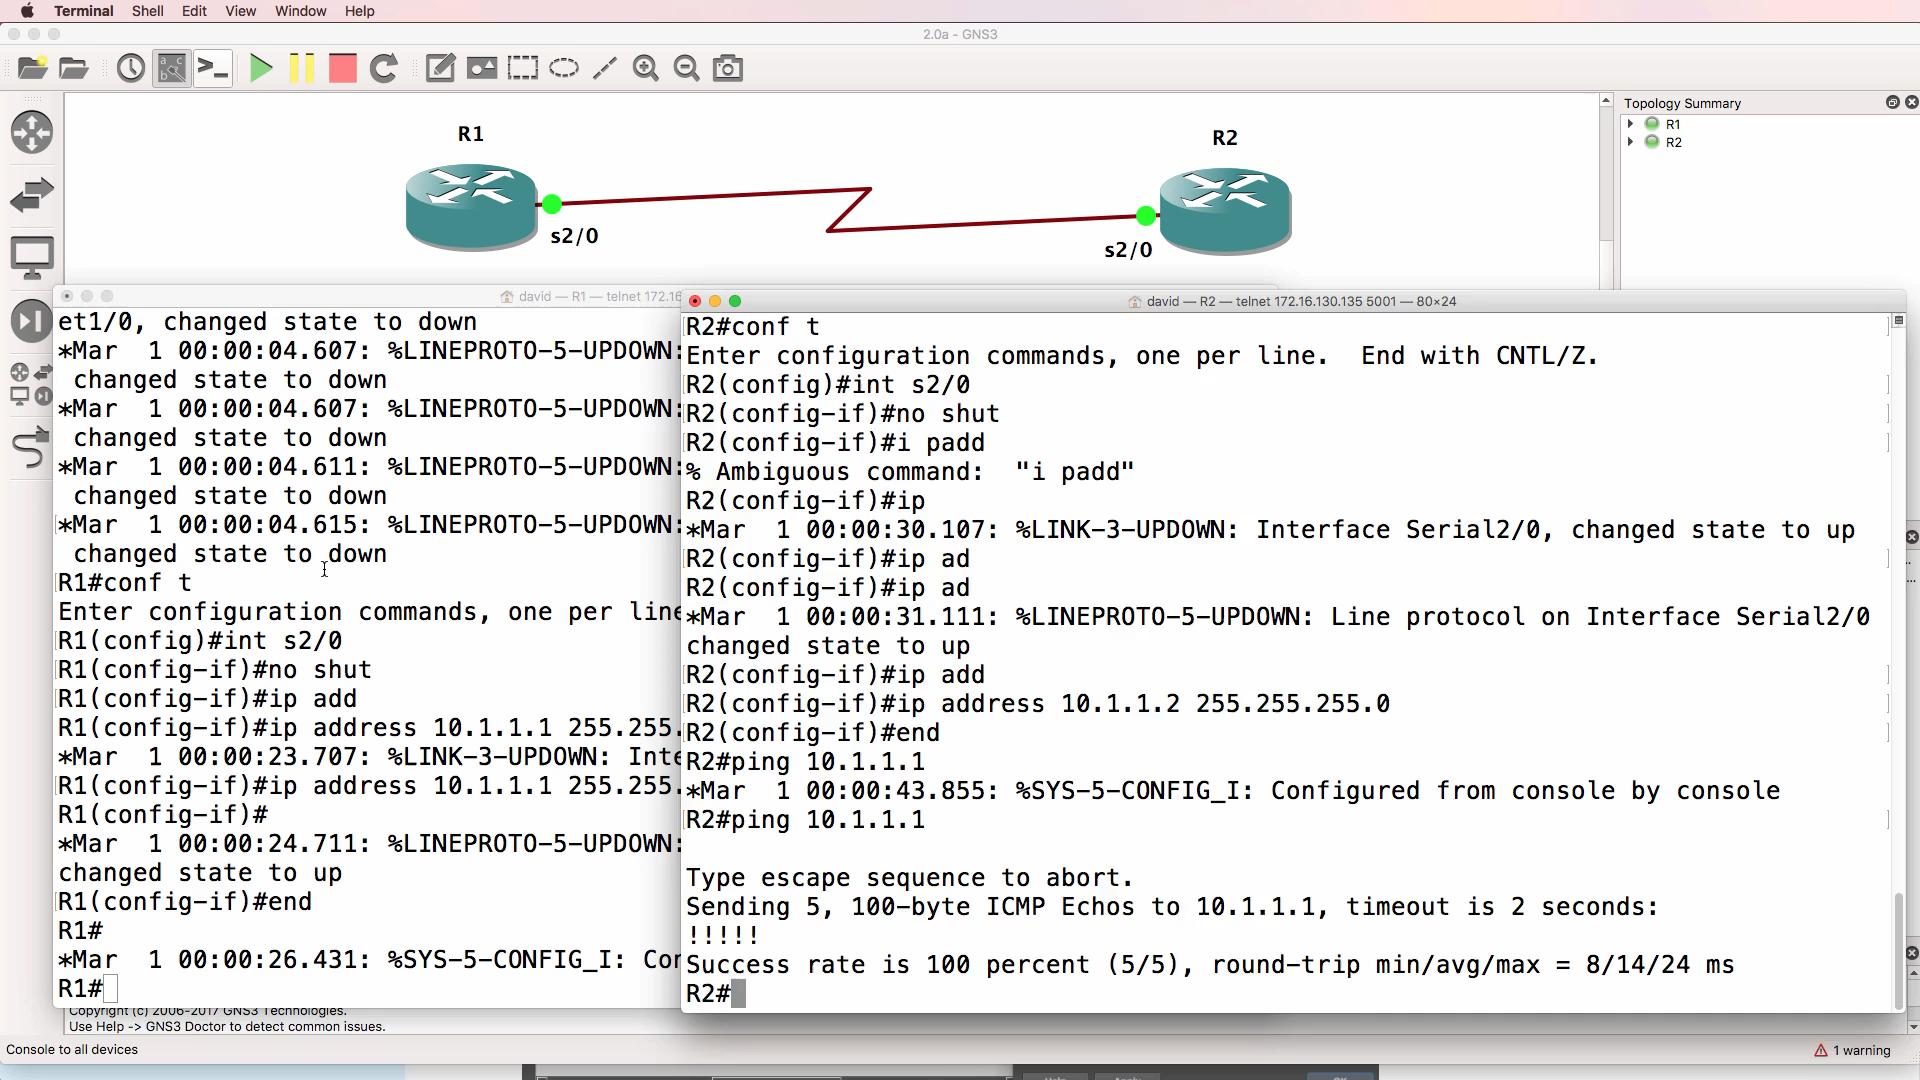 Terminal Shell Edit View Window Help
2.0a - GNS3
Topology Summary
R1
R2
R1
R2
s2/0
s2/0
david — R1 — telnet 172.16
et1/0, changed state to down
*Mar  1 00:00:04.607: %LINEPROTO-5-UPDOWN:
 changed state to down
*Mar  1 00:00:04.607: %LINEPROTO-5-UPDOWN:
 changed state to down
*Mar  1 00:00:04.611: %LINEPROTO-5-UPDOWN:
 changed state to down
*Mar  1 00:00:04.615: %LINEPROTO-5-UPDOWN:
 changed state to down
R1#conf t
Enter configuration commands, one per line
R1(config)#int s2/0
R1(config-if)#no shut
R1(config-if)#ip add
R1(config-if)#ip address 10.1.1.1 255.255.
*Mar  1 00:00:23.707: %LINK-3-UPDOWN: Inte
R1(config-if)#ip address 10.1.1.1 255.255.
R1(config-if)#
*Mar  1 00:00:24.711: %LINEPROTO-5-UPDOWN:
changed state to up
R1(config-if)#end
R1#
*Mar  1 00:00:26.431: %SYS-5-CONFIG_I: Con
R1#
david — R2 — telnet 172.16.130.135 5001 — 80×24
R2#conf t
Enter configuration commands, one per line.  End with CNTL/Z.
R2(config)#int s2/0
R2(config-if)#no shut
R2(config-if)#i padd
% Ambiguous command:  "i padd"
R2(config-if)#ip
*Mar  1 00:00:30.107: %LINK-3-UPDOWN: Interface Serial2/0, changed state to up
R2(config-if)#ip ad
R2(config-if)#ip ad
*Mar  1 00:00:31.111: %LINEPROTO-5-UPDOWN: Line protocol on Interface Serial2/0
changed state to up
R2(config-if)#ip add
R2(config-if)#ip address 10.1.1.2 255.255.255.0
R2(config-if)#end
R2#ping 10.1.1.1
*Mar  1 00:00:43.855: %SYS-5-CONFIG_I: Configured from console by console
R2#ping 10.1.1.1
Type escape sequence to abort.
Sending 5, 100-byte ICMP Echos to 10.1.1.1, timeout is 2 seconds:
!!!!!
Success rate is 100 percent (5/5), round-trip min/avg/max = 8/14/24 ms
R2#
Copyright (c) 2006-2017 GNS3 Technologies.
Use Help -> GNS3 Doctor to detect common issues.
Console to all devices
1 warning